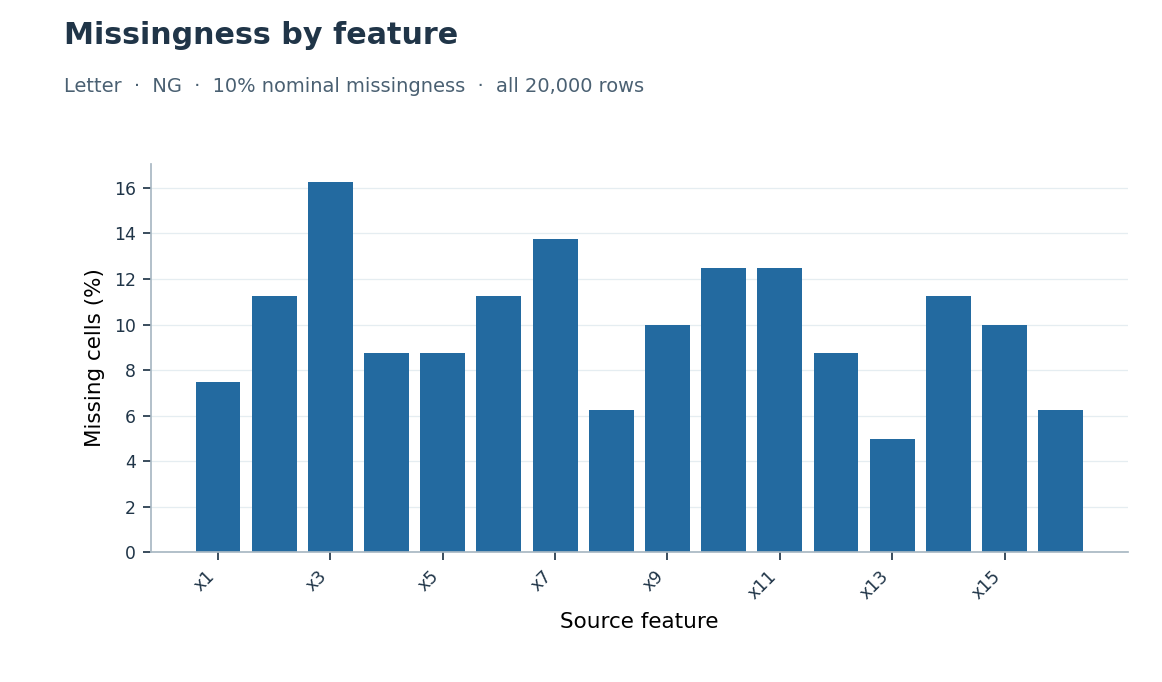 Missingness by feature
Letter · NG · 10% nominal missingness · all 20,000 rows
Missing cells (%)
16
14
12
10
8
6
4
2
0
x1 x3 x5 x7 x9 x11 x13 x15
Source feature